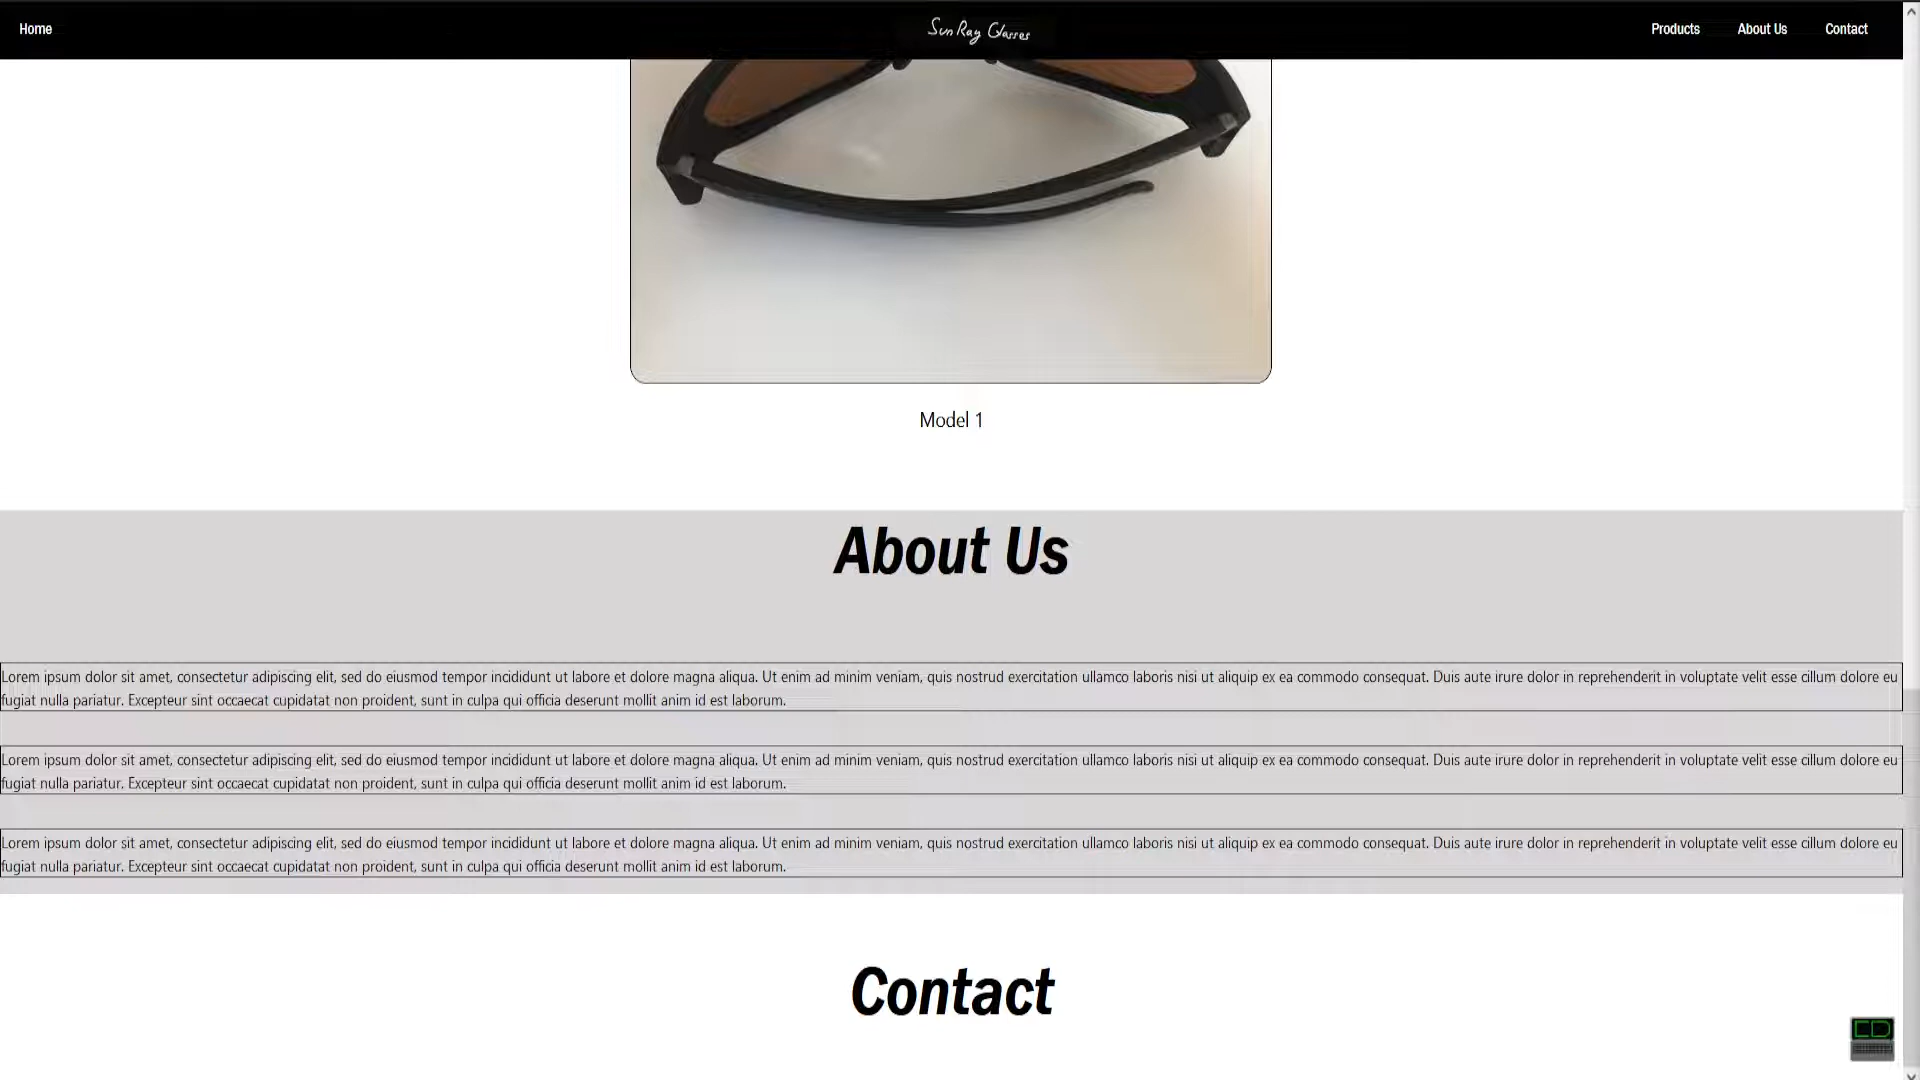 Home
SunRay Glasses
Products
About Us
Contact
Model 1
About Us
Lorem ipsum dolor sit amet, consectetur adipiscing elit, sed do eiusmod tempor incididunt ut labore et dolore magna aliqua. Ut enim ad minim veniam, quis nostrud exercitation ullamco laboris nisi ut aliquip ex ea commodo consequat. Duis aute irure dolor in reprehenderit in voluptate velit esse cillum dolore eu
fugiat nulla pariatur. Excepteur sint occaecat cupidatat non proident, sunt in culpa qui officia deserunt mollit anim id est laborum.
Lorem ipsum dolor sit amet, consectetur adipiscing elit, sed do eiusmod tempor incididunt ut labore et dolore magna aliqua. Ut enim ad minim veniam, quis nostrud exercitation ullamco laboris nisi ut aliquip ex ea commodo consequat. Duis aute irure dolor in reprehenderit in voluptate velit esse cillum dolore eu
fugiat nulla pariatur. Excepteur sint occaecat cupidatat non proident, sunt in culpa qui officia deserunt mollit anim id est laborum.
Lorem ipsum dolor sit amet, consectetur adipiscing elit, sed do eiusmod tempor incididunt ut labore et dolore magna aliqua. Ut enim ad minim veniam, quis nostrud exercitation ullamco laboris nisi ut aliquip ex ea commodo consequat. Duis aute irure dolor in reprehenderit in voluptate velit esse cillum dolore eu
fugiat nulla pariatur. Excepteur sint occaecat cupidatat non proident, sunt in culpa qui officia deserunt mollit anim id est laborum.
Contact
CD